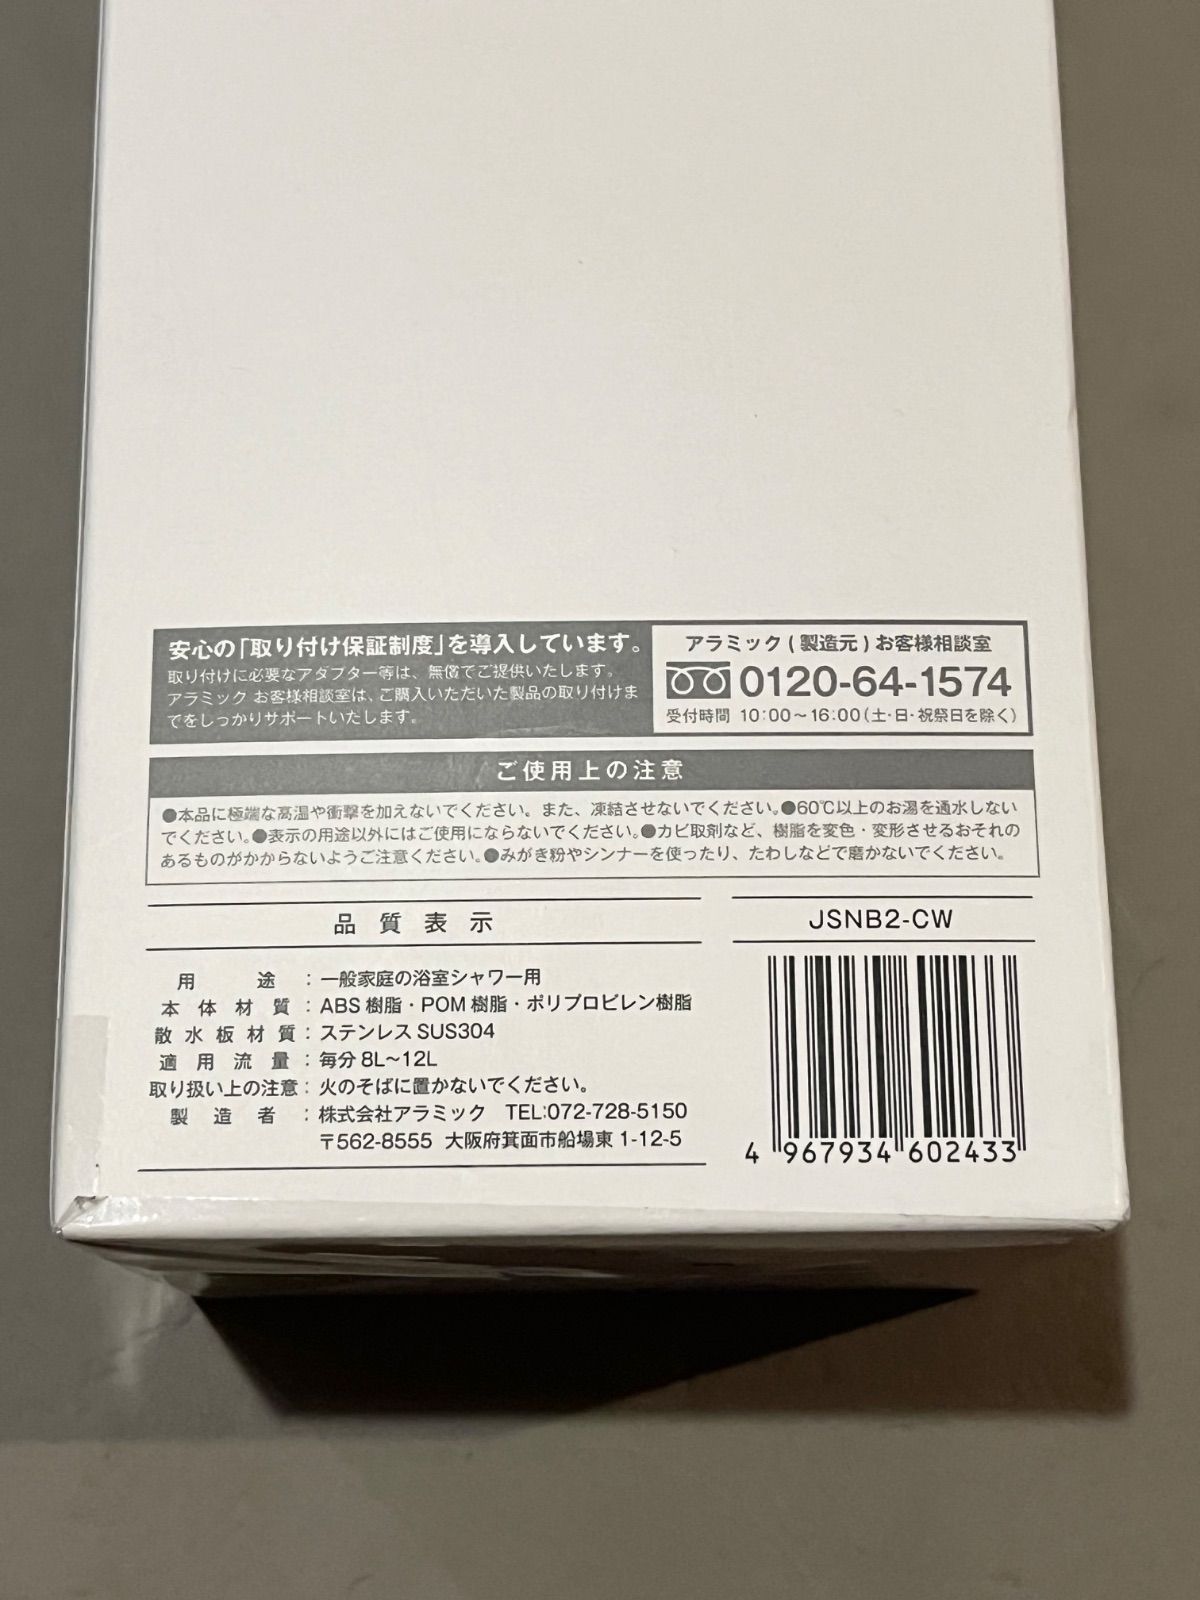 安心の「取り付け保証制度」を導入しています。
取り付けに必要なアダプター等は、無償でご提供いたします。
アラミック お客様相談室は、ご購入いただいた製品の取り付けま
でをしっかりサポートいたします。
アラミック(製造元)お客様相談室
0120-64-1574
受付時間 10:00〜16:00(土・日・祝祭日を除く)
ご使用上の注意
●本品に極端な高温や衝撃を加えないでください。また、凍結させないでください。●60℃以上のお湯を通水しない
でください。●表示の用途以外にはご使用にならないでください。●カビ取剤など、樹脂を変色・変形させるおそれの
あるものがかからないようご注意ください。●みがき粉やシンナーを使ったり、たわしなどで磨かないでください。
品質表示
用途:一般家庭の浴室シャワー用
本体材質:ABS樹脂・POM樹脂・ポリプロピレン樹脂
散水板材質:ステンレスSUS304
適用流量:毎分8L〜12L
取り扱い上の注意:火のそばに置かないでください。
製造者:株式会社アラミック TEL:072-728-5150
〒562-8555 大阪府箕面市船場東1-12-5
JSNB2-CW
4 967934 602433